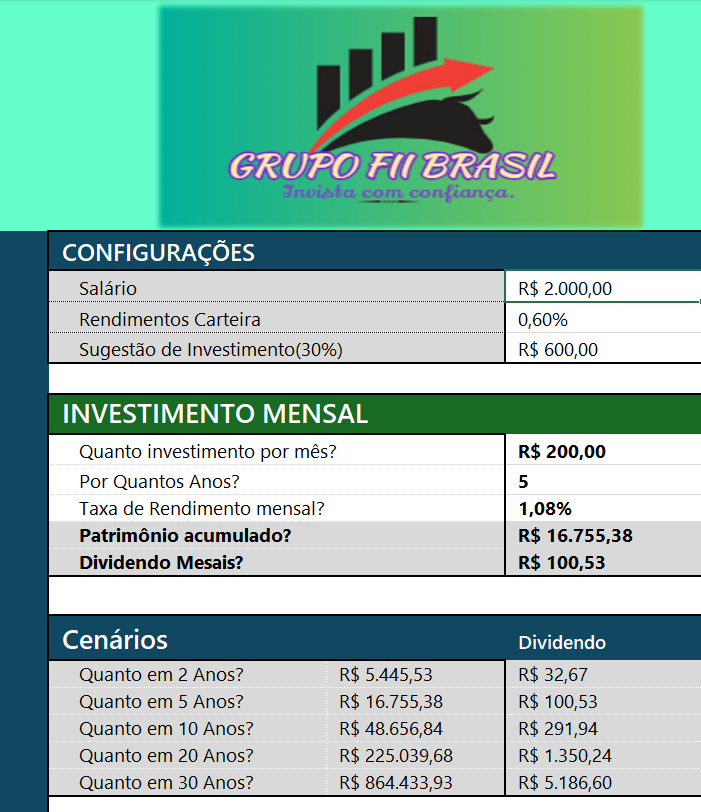 GRUPO FII BRASIL
Invista com confiança.
CONFIGURAÇÕES
Salário R$ 2.000,00
Rendimentos Carteira 0,60%
Sugestão de Investimento(30%) R$ 600,00
INVESTIMENTO MENSAL
Quanto investimento por mês? R$ 200,00
Por Quantos Anos? 5
Taxa de Rendimento mensal? 1,08%
Patrimônio acumulado? R$ 16.755,38
Dividendo Mesais? R$ 100,53
Cenários Dividendo
Quanto em 2 Anos? R$ 5.445,53 R$ 32,67
Quanto em 5 Anos? R$ 16.755,38 R$ 100,53
Quanto em 10 Anos? R$ 48.656,84 R$ 291,94
Quanto em 20 Anos? R$ 225.039,68 R$ 1.350,24
Quanto em 30 Anos? R$ 864.433,93 R$ 5.186,60